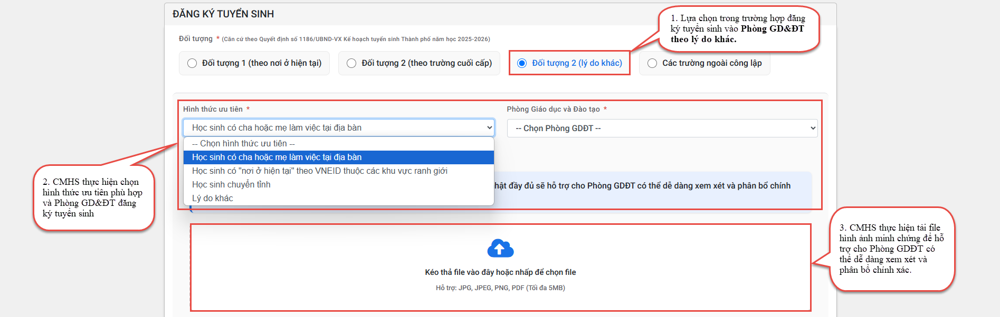 ĐĂNG KÝ TUYỂN SINH
1. Lựa chọn trong trường hợp đăng
ký tuyển sinh vào Phòng GD&ĐT
theo lý do khác.
Đối tượng * (Căn cứ theo Quyết định số 1186/UBND-VX Kế hoạch tuyển sinh Thành phố năm học 2025-2026)
Đối tượng 1 (theo nơi ở hiện tại)
Đối tượng 2 (theo trường cuối cấp)
Đối tượng 2 (lý do khác)
Các trường ngoài công lập
Hình thức ưu tiên *
Phòng Giáo dục và Đào tạo *
Học sinh có cha hoặc mẹ làm việc tại địa bàn
-- Chọn Phòng GDĐT --
-- Chọn hình thức ưu tiên --
Học sinh có cha hoặc mẹ làm việc tại địa bàn
Học sinh có "nơi ở hiện tại" theo VNEID thuộc các khu vực ranh giới
Học sinh chuyển tỉnh
Lý do khác
đầy đủ sẽ hỗ trợ cho Phòng GDĐT có thể dễ dàng xem xét và phân bổ chính
2. CMHS thực hiện chọn
hình thức ưu tiên phù hợp
và Phòng GD&ĐT đăng
ký tuyển sinh
3. CMHS thực hiện tải file
hình ảnh minh chứng để hỗ
trợ cho Phòng GDĐT có
thể dễ dàng xem xét và
phân bổ chính xác.
Kéo thả file vào đây hoặc nhấp để chọn file
Hỗ trợ: JPG, JPEG, PNG, PDF (Tối đa 5MB)